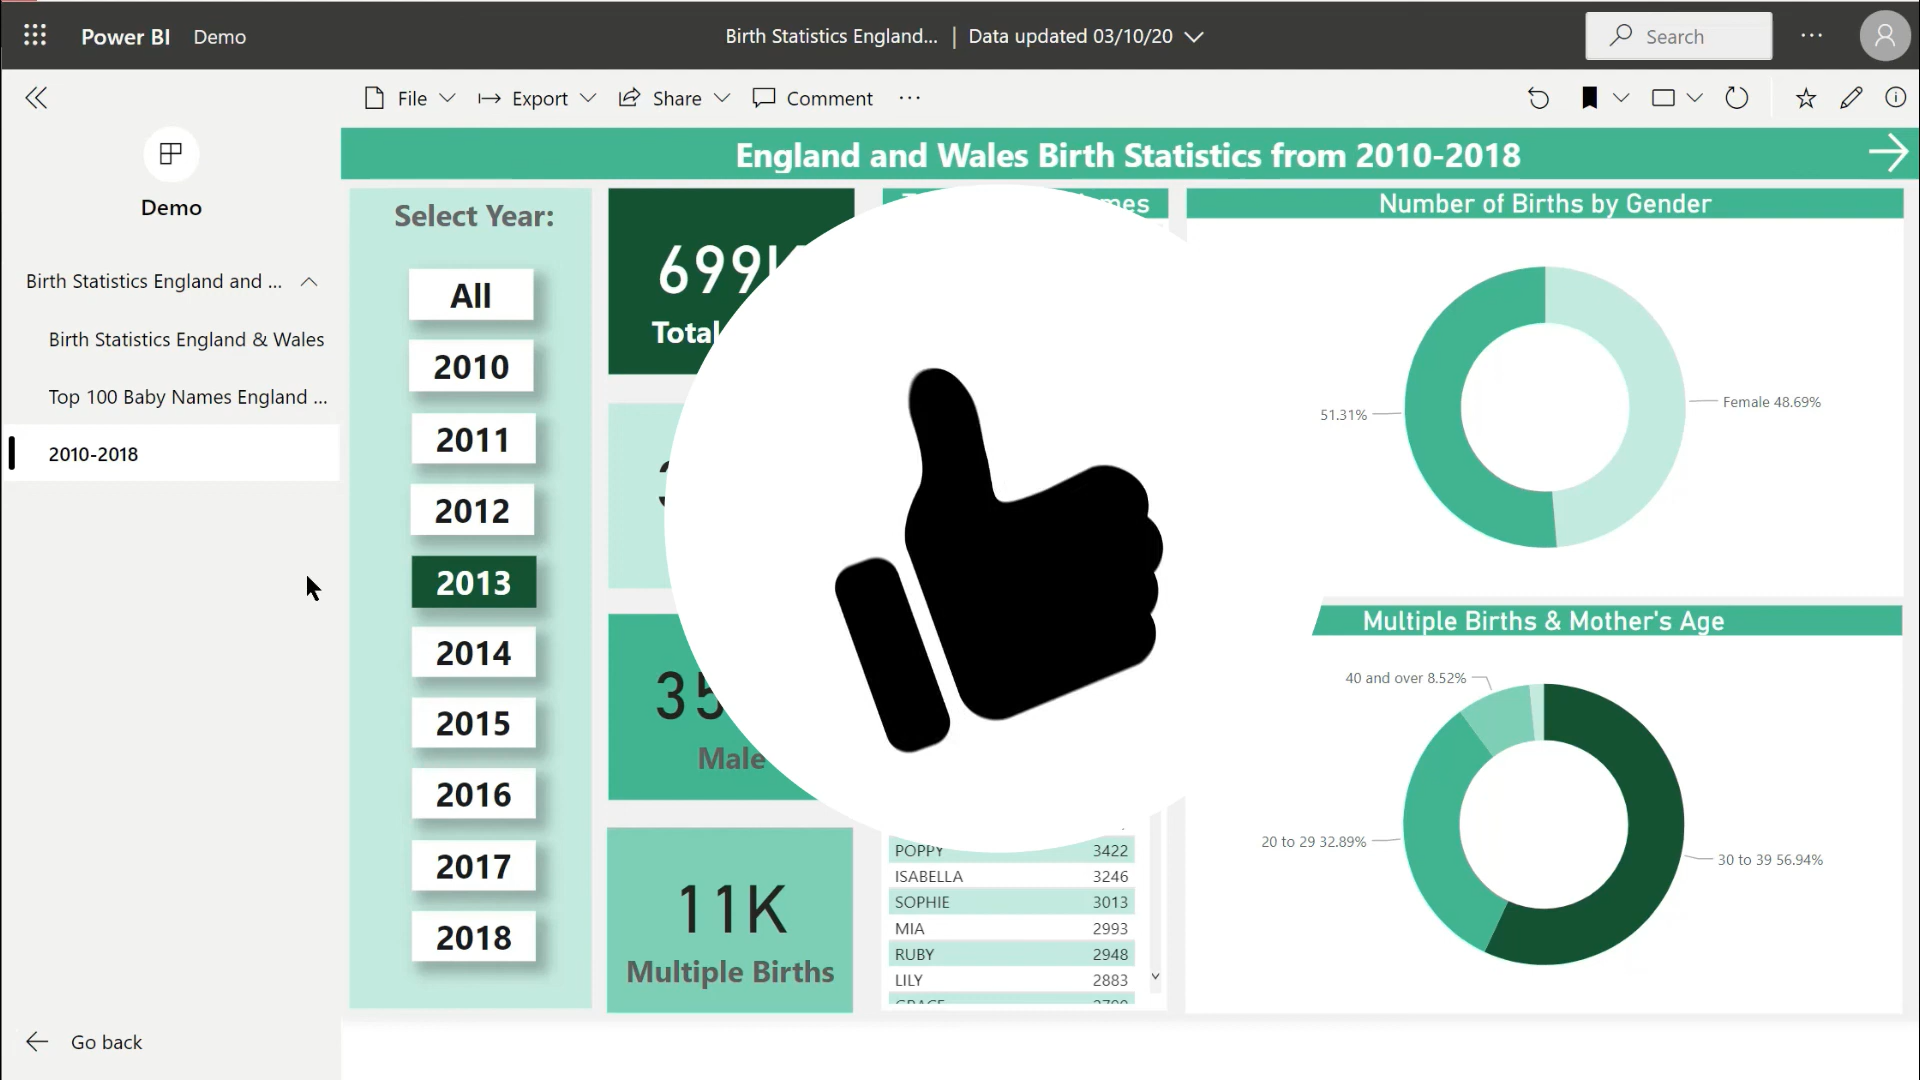 Power BI Demo
Birth Statistics England... | Data updated 03/10/20
Search
File Export Share Comment
Demo
Birth Statistics England and ...
Birth Statistics England & Wales
Top 100 Baby Names England ...
2010-2018
Go back
England and Wales Birth Statistics from 2010-2018
Select Year:
All
2010
2011
2012
2013
2014
2015
2016
2017
2018
699K
Total
Male
11K
Multiple Births
POPPY 3422
ISABELLA 3246
SOPHIE 3013
MIA 2993
RUBY 2948
LILY 2883
Number of Births by Gender
51.31%
Female 48.69%
Multiple Births & Mother's Age
40 and over 8.52%
20 to 29 32.89%
30 to 39 56.94%